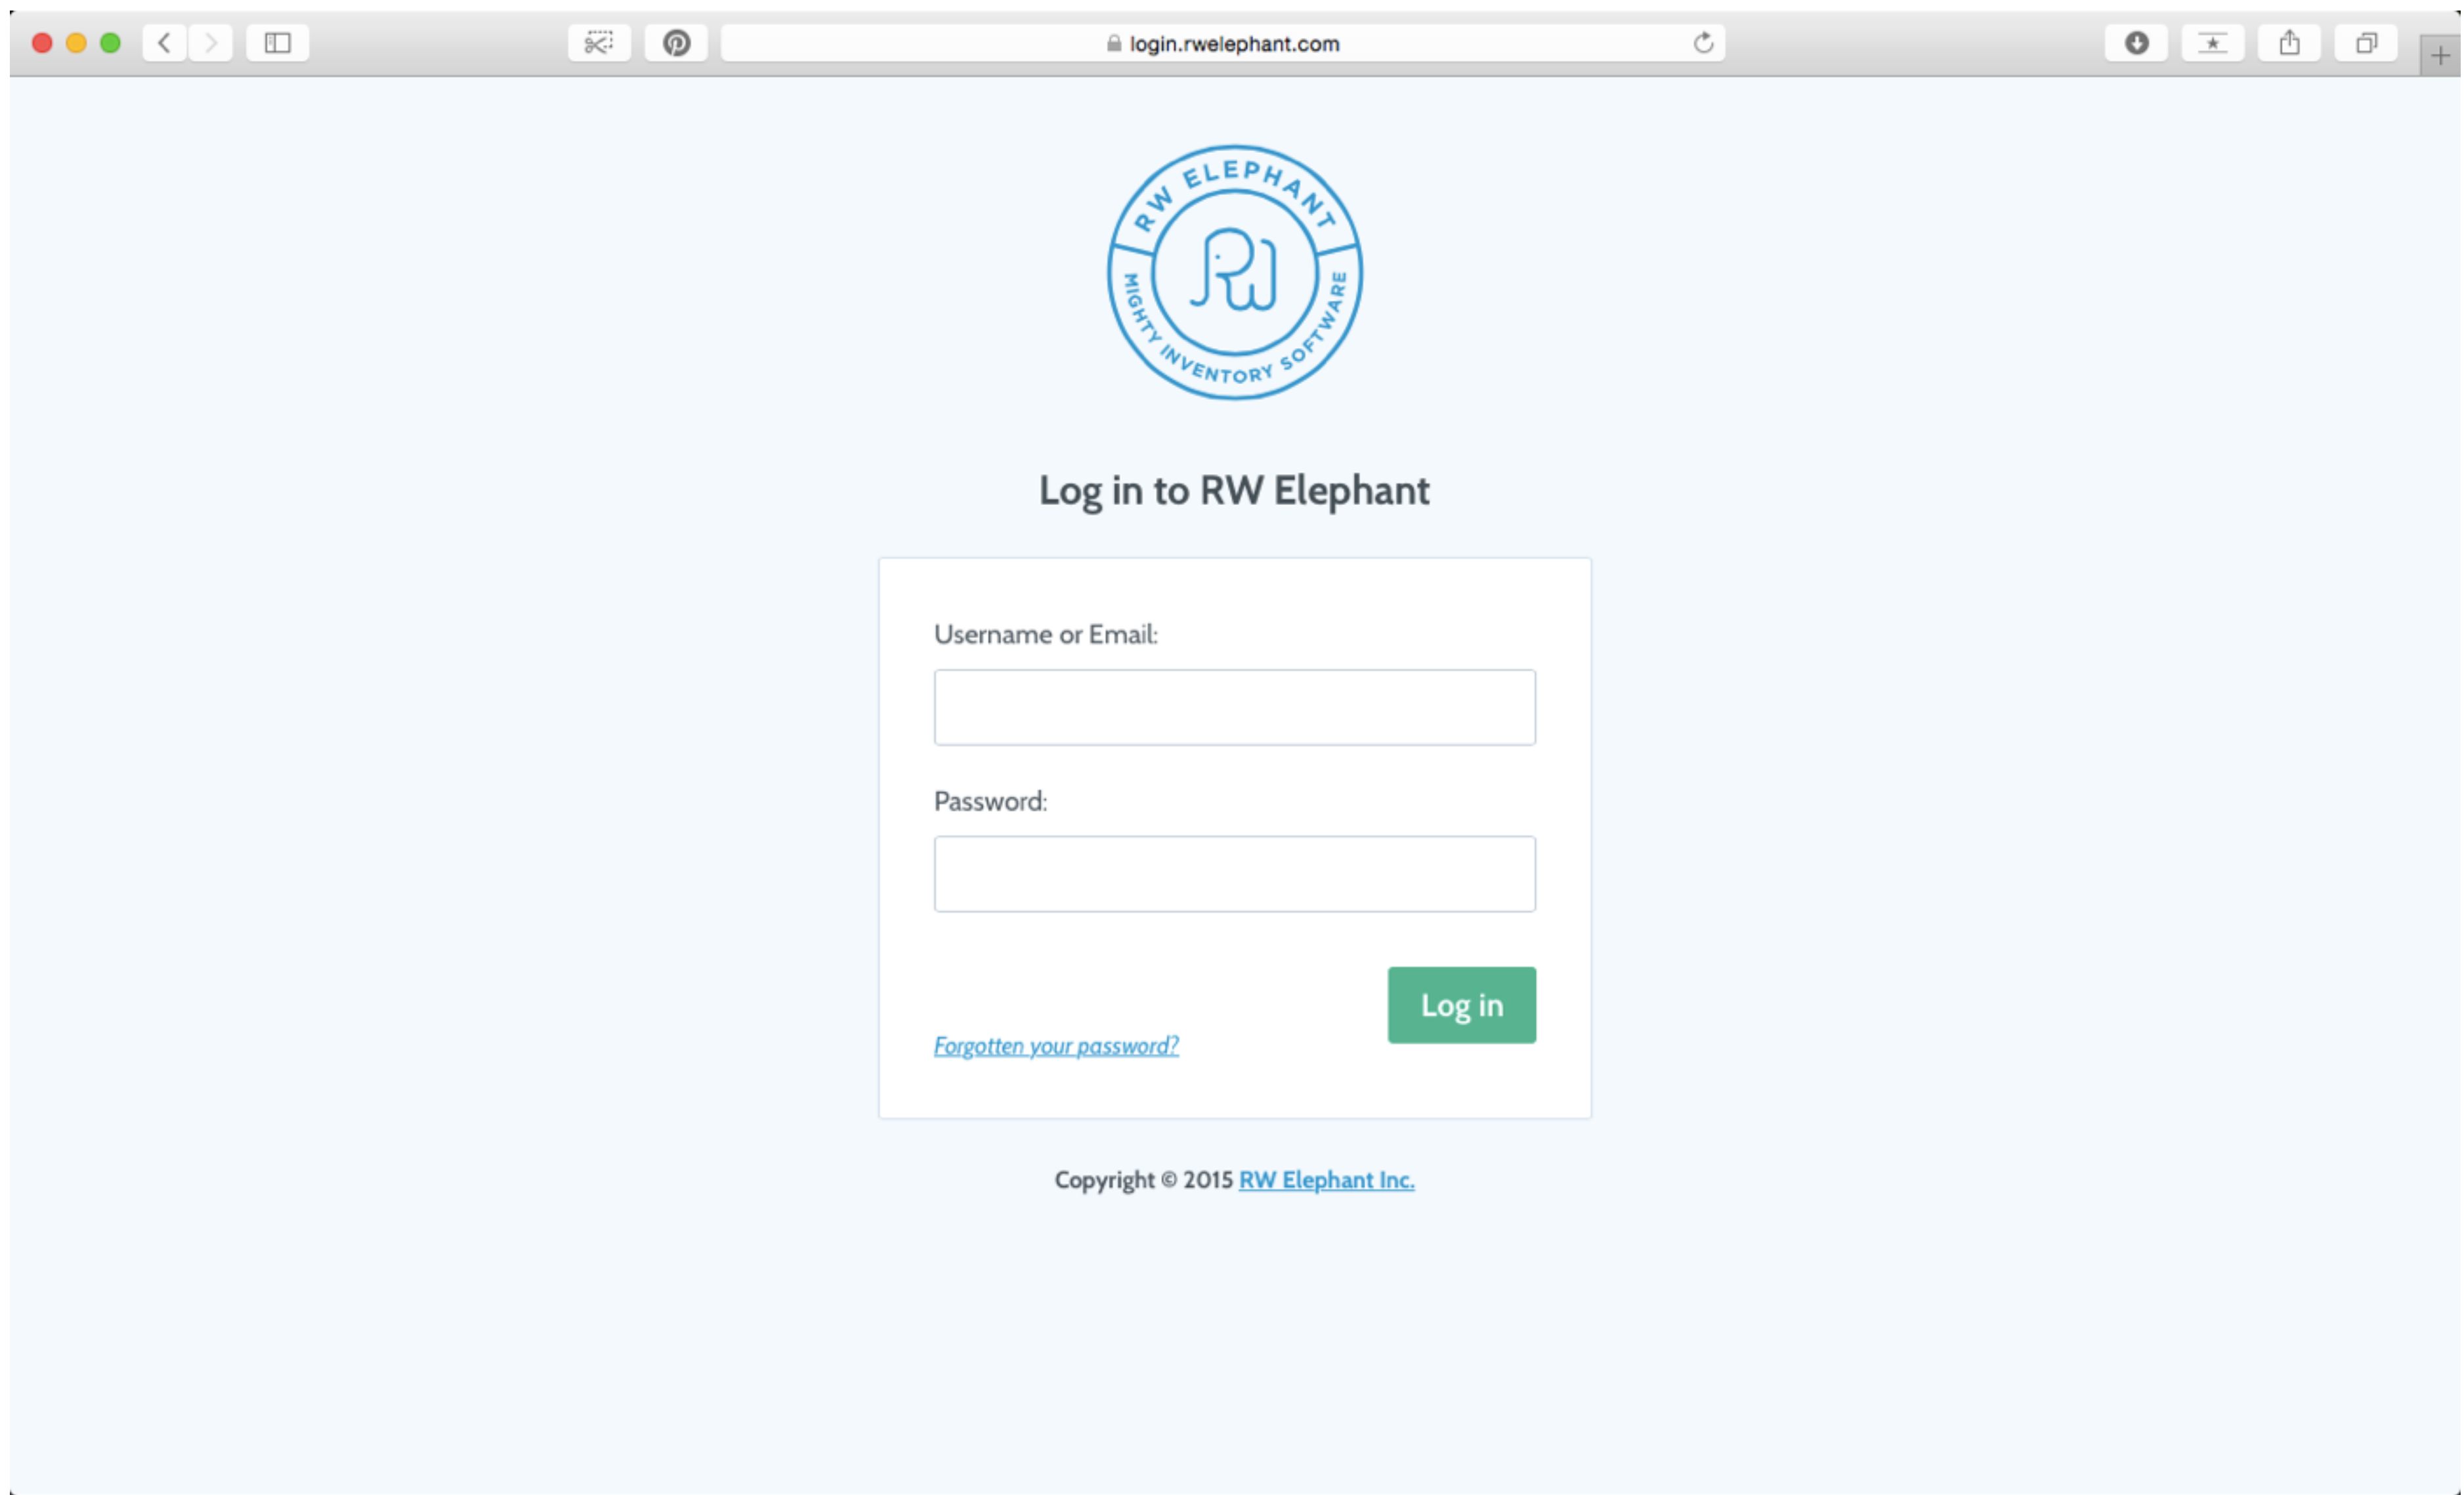 login.rwelephant.com
RW ELEPHANT
RW
MIGHTY INVENTORY SOFTWARE
Log in to RW Elephant
Username or Email:
Password:
Log in
Forgotten your password?
Copyright © 2015 RW Elephant Inc.